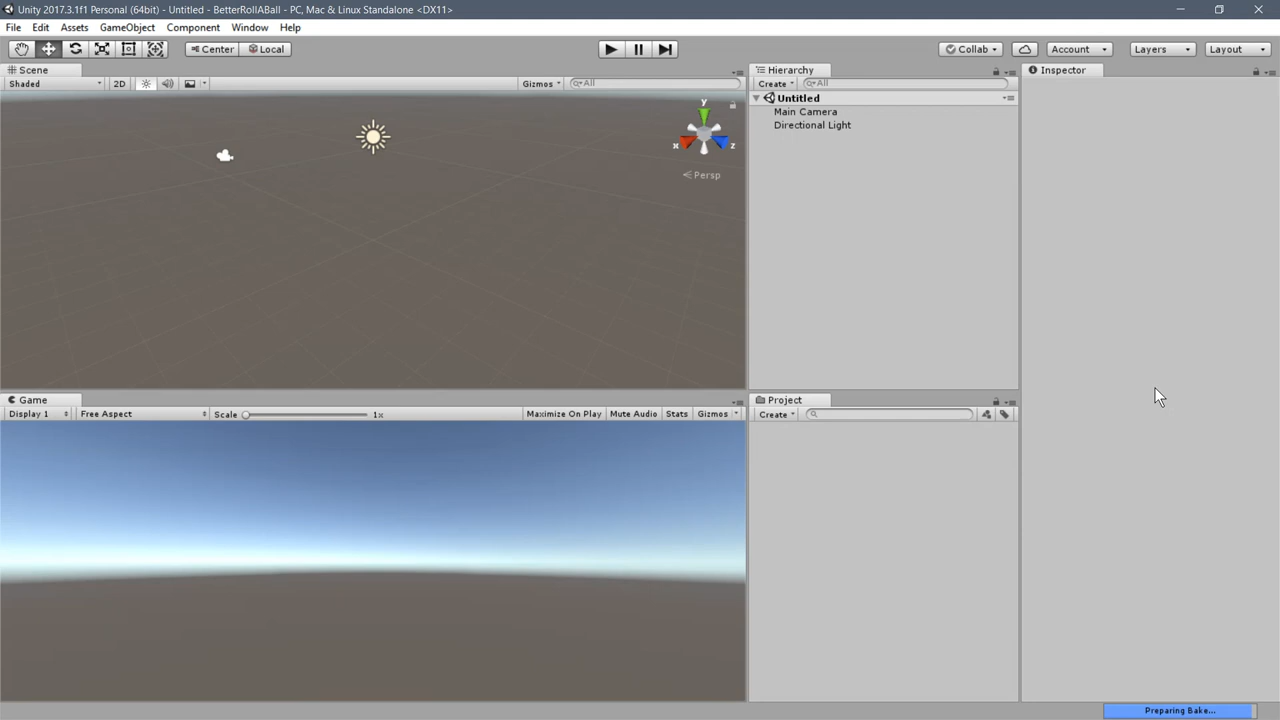 Unity 2017.3.1f1 Personal (64bit) - Untitled - BetterRollABall - PC, Mac & Linux Standalone <DX11>
File Edit Assets GameObject Component Window Help
Center Local Collab Account Layers Layout
Scene
Shaded 2D Gizmos All
y
x z
Persp
Hierarchy
Create All
Untitled
Main Camera
Directional Light
Inspector
Game
Display 1 Free Aspect Scale 1x Maximize On Play Mute Audio Stats Gizmos
Project
Create
Preparing Bake...